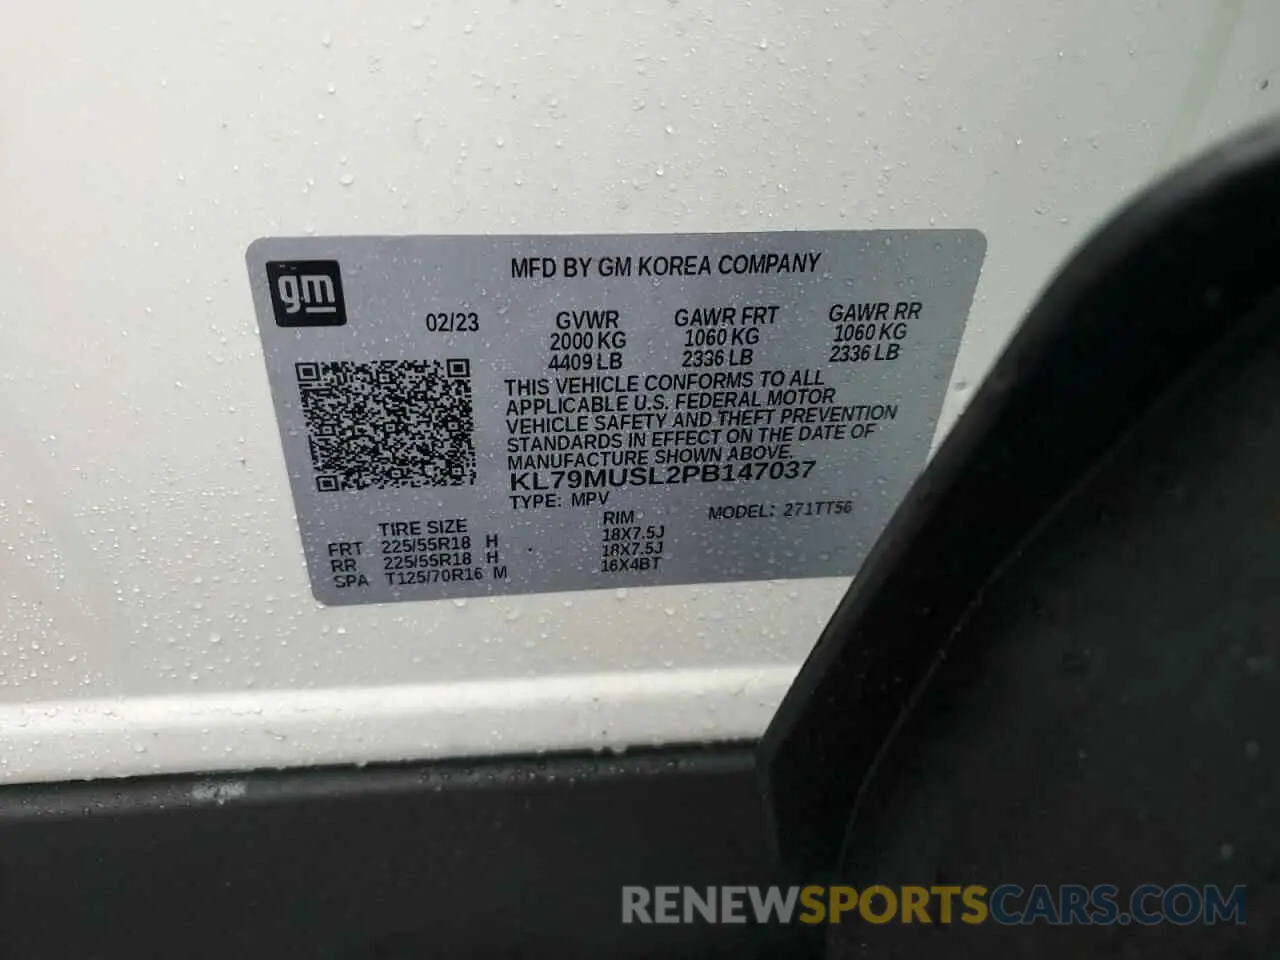 gm
MFD BY GM KOREA COMPANY
02/23 GVWR GAWR FRT GAWR RR
2000 KG 1060 KG 1060 KG
4409 LB 2336 LB 2336 LB
THIS VEHICLE CONFORMS TO ALL
APPLICABLE U.S. FEDERAL MOTOR
VEHICLE SAFETY AND THEFT PREVENTION
STANDARDS IN EFFECT ON THE DATE OF
MANUFACTURE SHOWN ABOVE.
KL79MUSL2PB147037
TYPE: MPV MODEL: 271TT56
TIRE SIZE RIM
FRT 225/55R18 H 18X7.5J
RR 225/55R18 H 18X7.5J
SPA T125/70R16 M 16X4BT
RENEWSPORTSCARS.COM